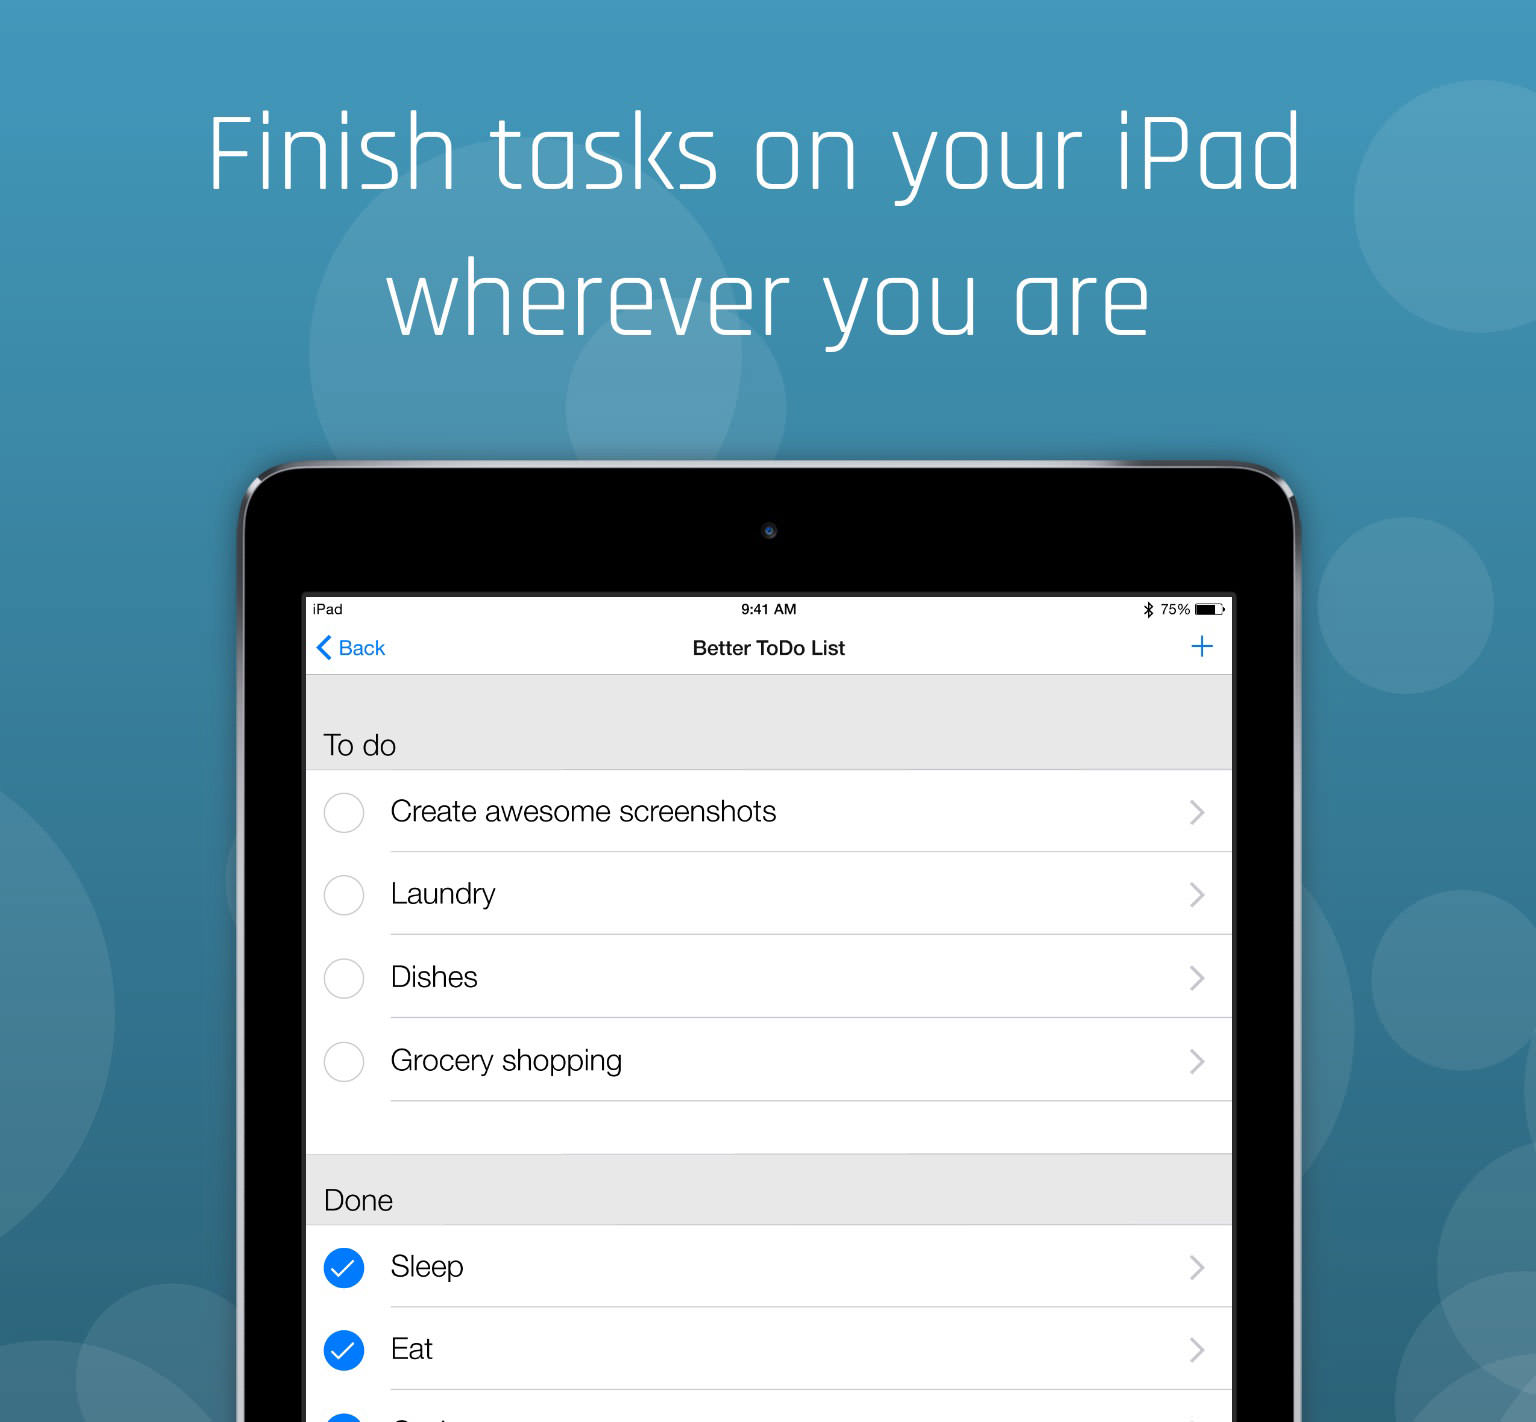 Finish tasks on your iPad
wherever you are
iPad
9:41 AM
75%
Back
Better ToDo List
To do
Create awesome screenshots
Laundry
Dishes
Grocery shopping
Done
Sleep
Eat